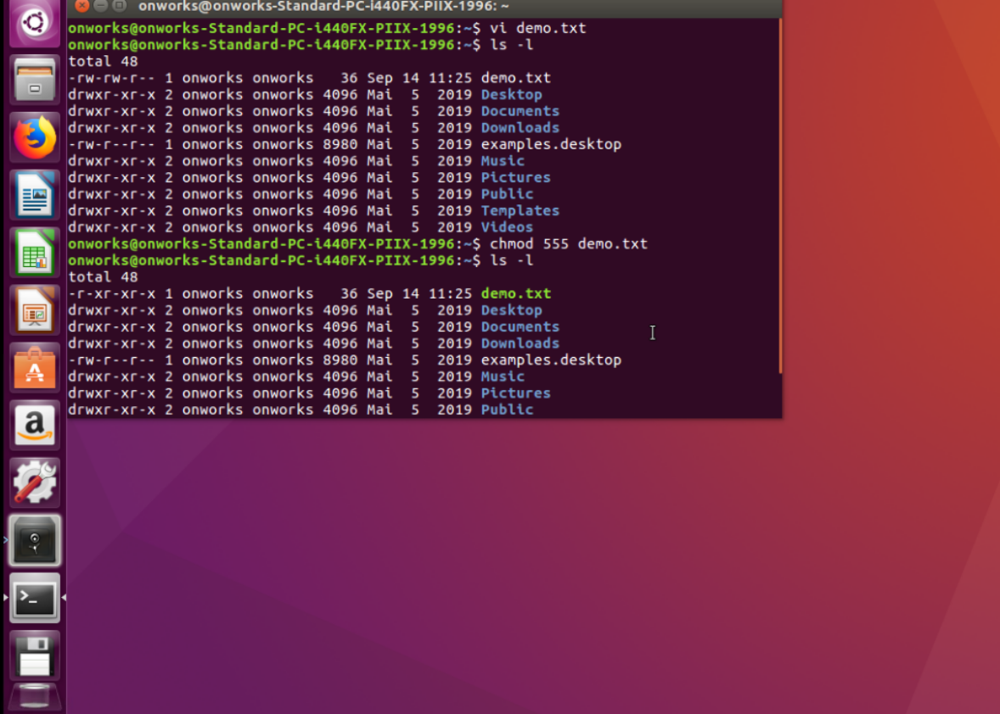 onworks@onworks-Standard-PC-i440FX-PIIX-1996: ~
onworks@onworks-Standard-PC-i440FX-PIIX-1996:~$ vi demo.txt
onworks@onworks-Standard-PC-i440FX-PIIX-1996:~$ ls -l
total 48
-rw-rw-r-- 1 onworks onworks   36 Sep 14 11:25 demo.txt
drwxr-xr-x 2 onworks onworks 4096 Mai  5  2019 Desktop
drwxr-xr-x 2 onworks onworks 4096 Mai  5  2019 Documents
drwxr-xr-x 2 onworks onworks 4096 Mai  5  2019 Downloads
-rw-r--r-- 1 onworks onworks 8980 Mai  5  2019 examples.desktop
drwxr-xr-x 2 onworks onworks 4096 Mai  5  2019 Music
drwxr-xr-x 2 onworks onworks 4096 Mai  5  2019 Pictures
drwxr-xr-x 2 onworks onworks 4096 Mai  5  2019 Public
drwxr-xr-x 2 onworks onworks 4096 Mai  5  2019 Templates
drwxr-xr-x 2 onworks onworks 4096 Mai  5  2019 Videos
onworks@onworks-Standard-PC-i440FX-PIIX-1996:~$ chmod 555 demo.txt
onworks@onworks-Standard-PC-i440FX-PIIX-1996:~$ ls -l
total 48
-r-xr-xr-x 1 onworks onworks   36 Sep 14 11:25 demo.txt
drwxr-xr-x 2 onworks onworks 4096 Mai  5  2019 Desktop
drwxr-xr-x 2 onworks onworks 4096 Mai  5  2019 Documents
drwxr-xr-x 2 onworks onworks 4096 Mai  5  2019 Downloads
-rw-r--r-- 1 onworks onworks 8980 Mai  5  2019 examples.desktop
drwxr-xr-x 2 onworks onworks 4096 Mai  5  2019 Music
drwxr-xr-x 2 onworks onworks 4096 Mai  5  2019 Pictures
drwxr-xr-x 2 onworks onworks 4096 Mai  5  2019 Public